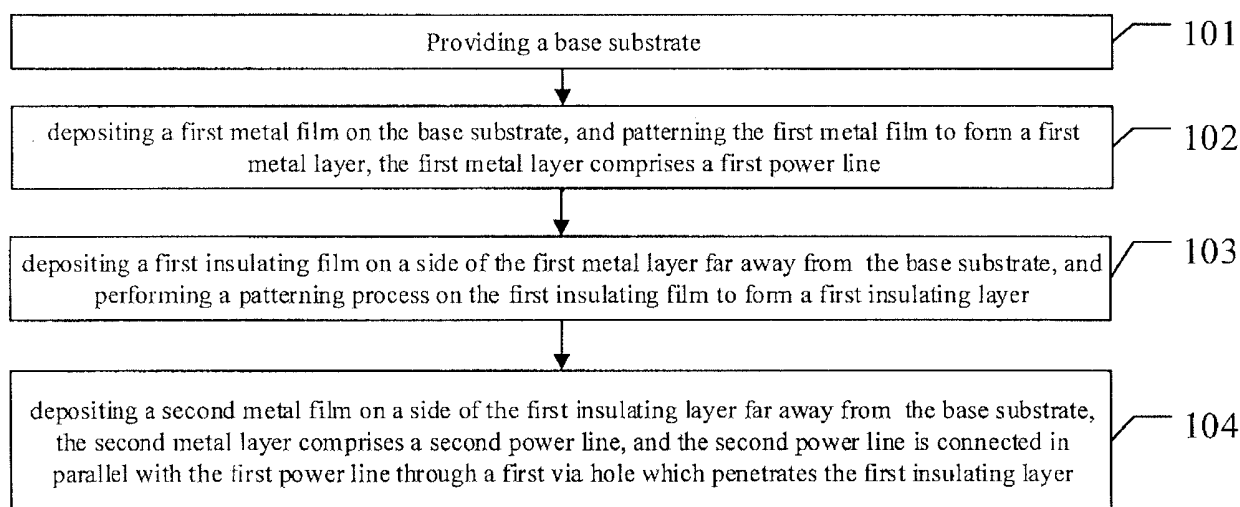 Providing a base substrate
101
depositing a first metal film on the base substrate, and patterning the first metal film to form a first
metal layer, the first metal layer comprises a first power line
102
depositing a first insulating film on a side of the first metal layer far away from the base substrate, and
performing a patterning process on the first insulating film to form a first insulating layer
103
depositing a second metal film on a side of the first insulating layer far away from the base substrate,
the second metal layer comprises a second power line, and the second power line is connected in
parallel with the first power line through a first via hole which penetrates the first insulating layer
104